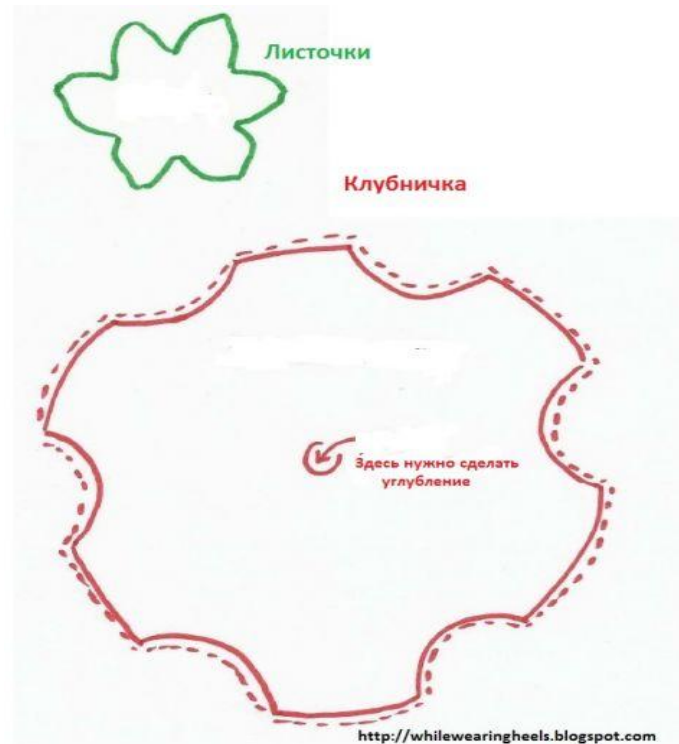 Листочки
Клубничка
Здесь нужно сделать
углубление
http://whilewearingheels.blogspot.com